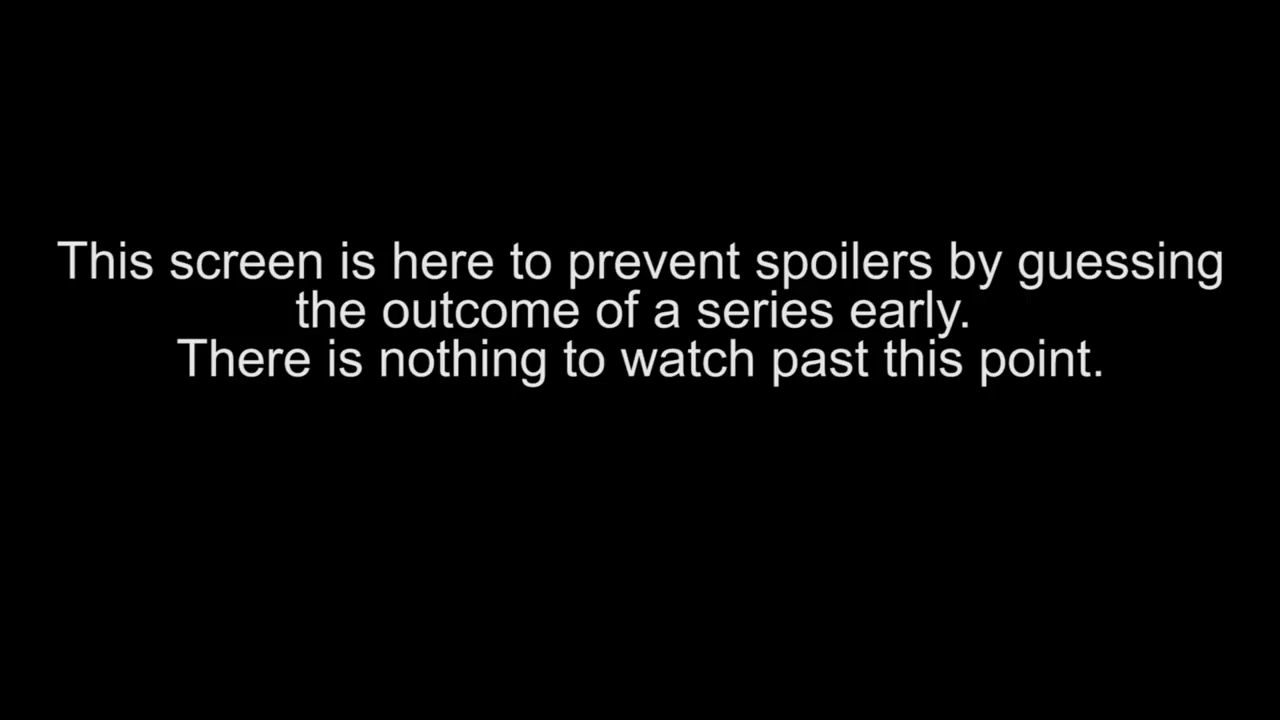 This screen is here to prevent spoilers by guessing
the outcome of a series early.
There is nothing to watch past this point.